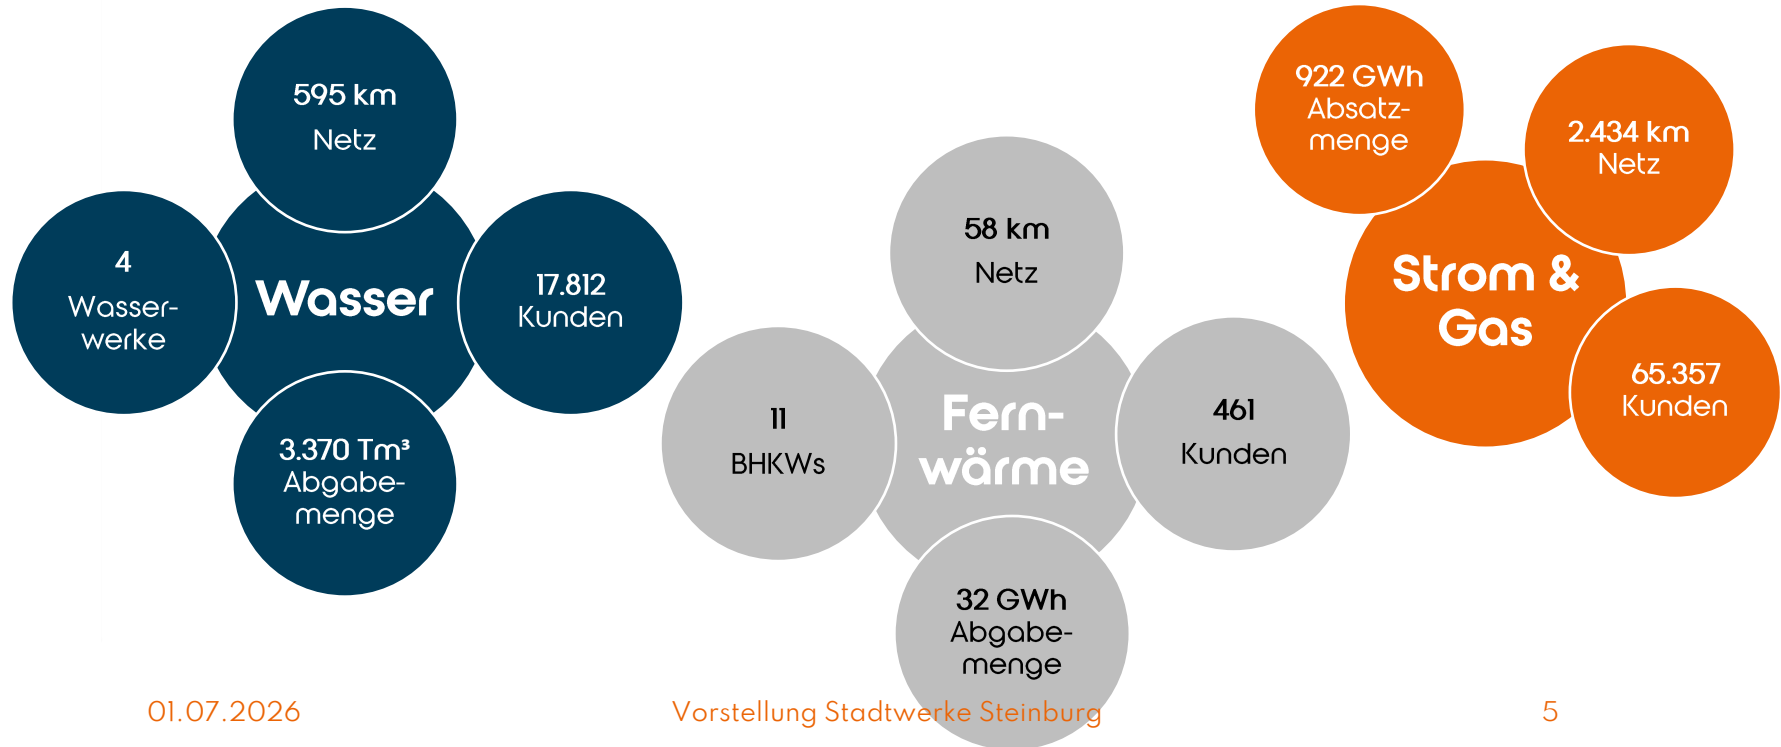 595 km
Netz
4
Wasser-
werke
Wasser
17.812
Kunden
3.370 Tm³
Abgabe-
menge
58 km
Netz
11
BHKWs
Fern-
wärme
461
Kunden
32 GWh
Abgabe-
menge
922 GWh
Absatz-
menge
2.434 km
Netz
Strom &
Gas
65.357
Kunden
01.07.2026
Vorstellung Stadtwerke Steinburg
5